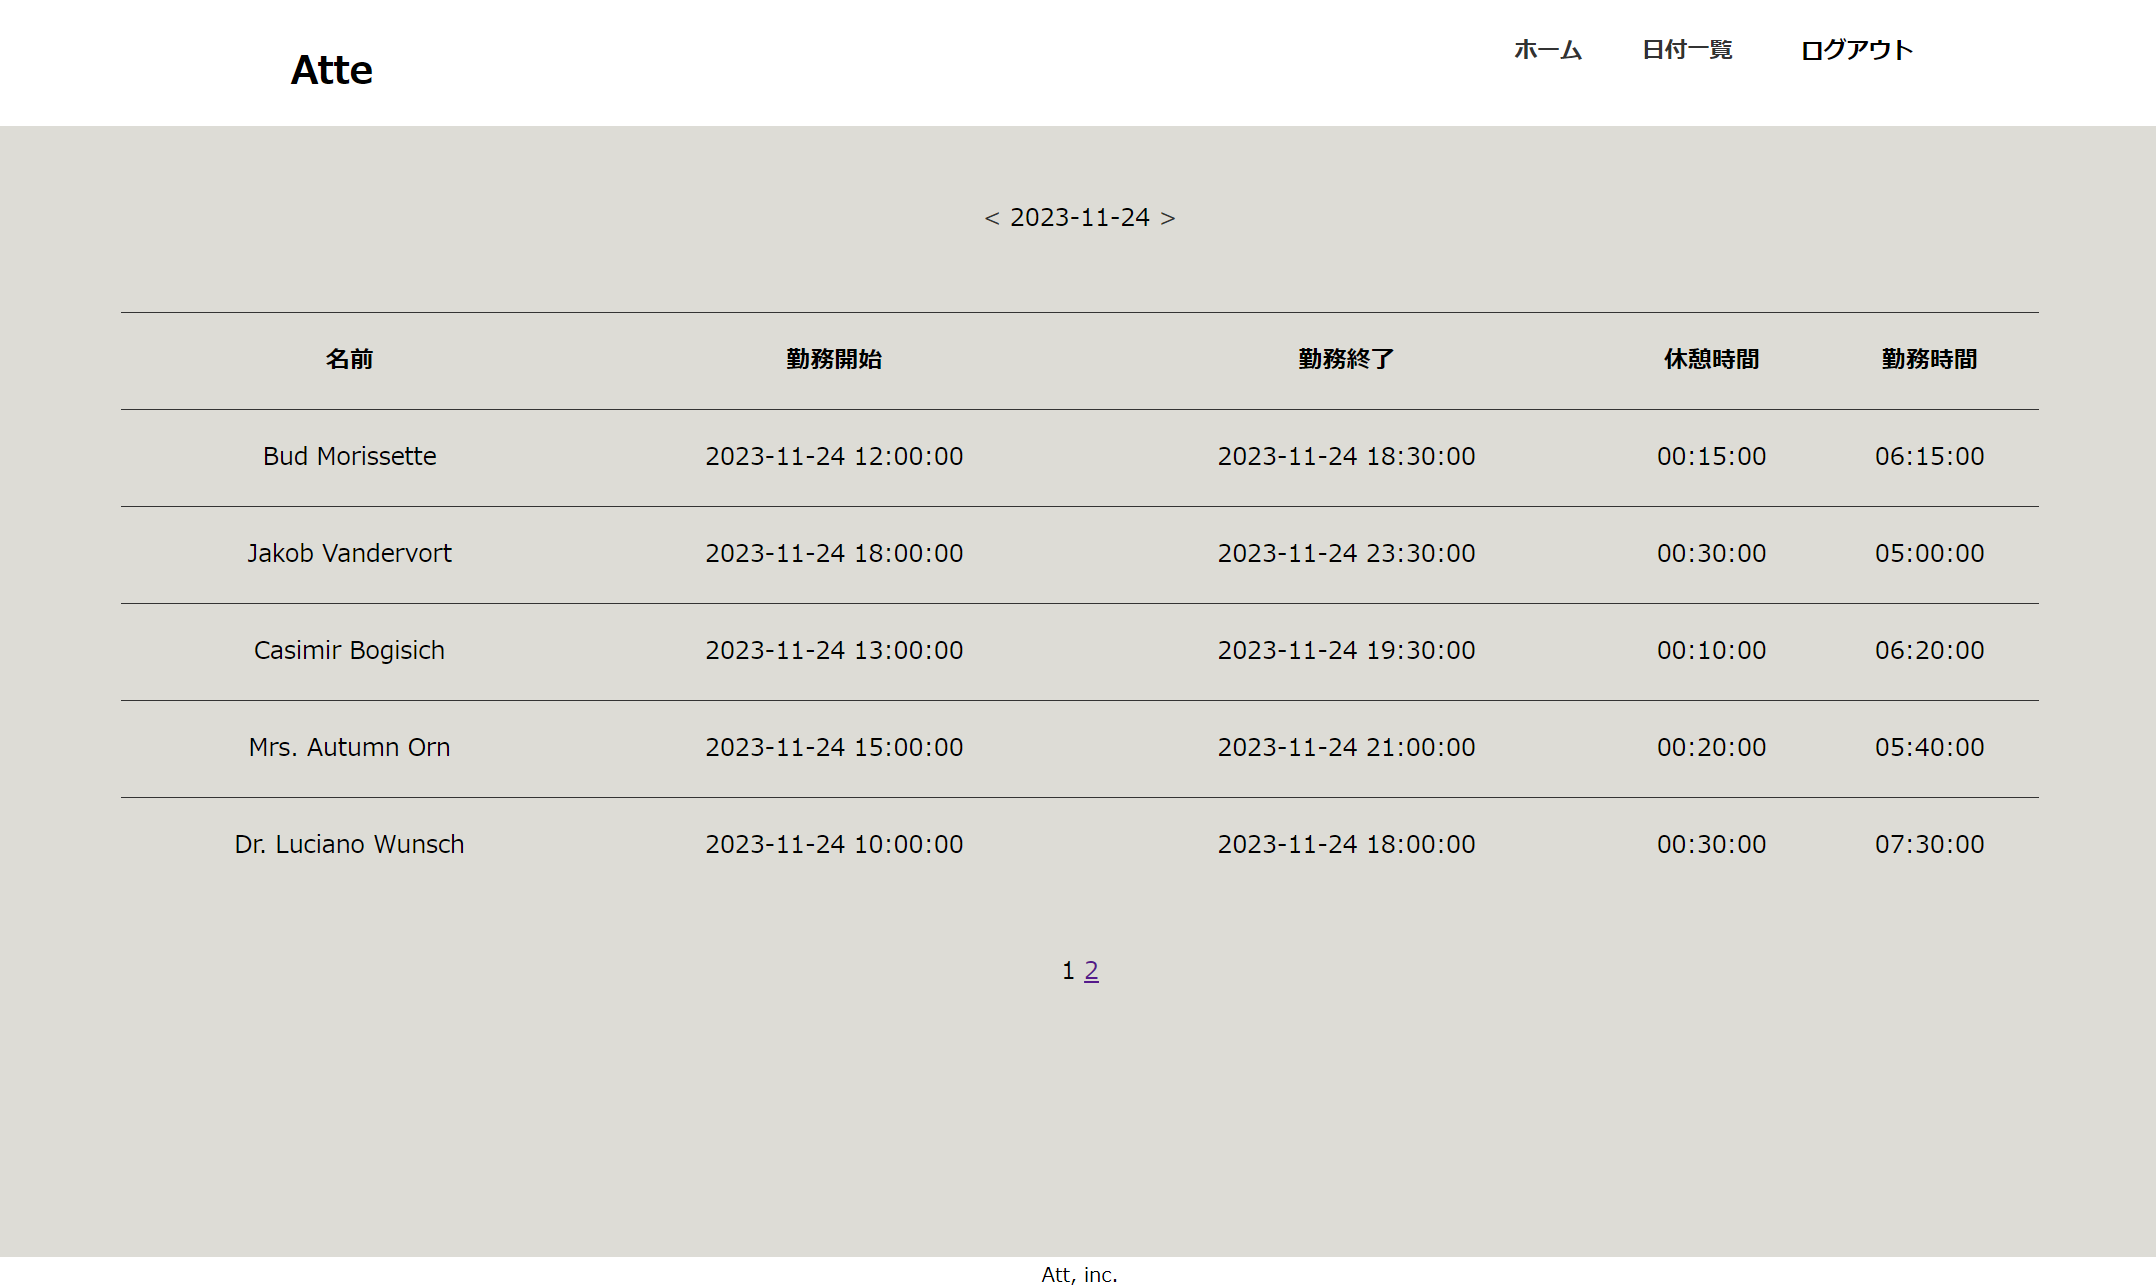 Atte
ホーム 日付一覧 ログアウト
< 2023-11-24 >
名前 勤務開始 勤務終了 休憩時間 勤務時間
Bud Morissette 2023-11-24 12:00:00 2023-11-24 18:30:00 00:15:00 06:15:00
Jakob Vandervort 2023-11-24 18:00:00 2023-11-24 23:30:00 00:30:00 05:00:00
Casimir Bogisich 2023-11-24 13:00:00 2023-11-24 19:30:00 00:10:00 06:20:00
Mrs. Autumn Orn 2023-11-24 15:00:00 2023-11-24 21:00:00 00:20:00 05:40:00
Dr. Luciano Wunsch 2023-11-24 10:00:00 2023-11-24 18:00:00 00:30:00 07:30:00
1 2
Att, inc.